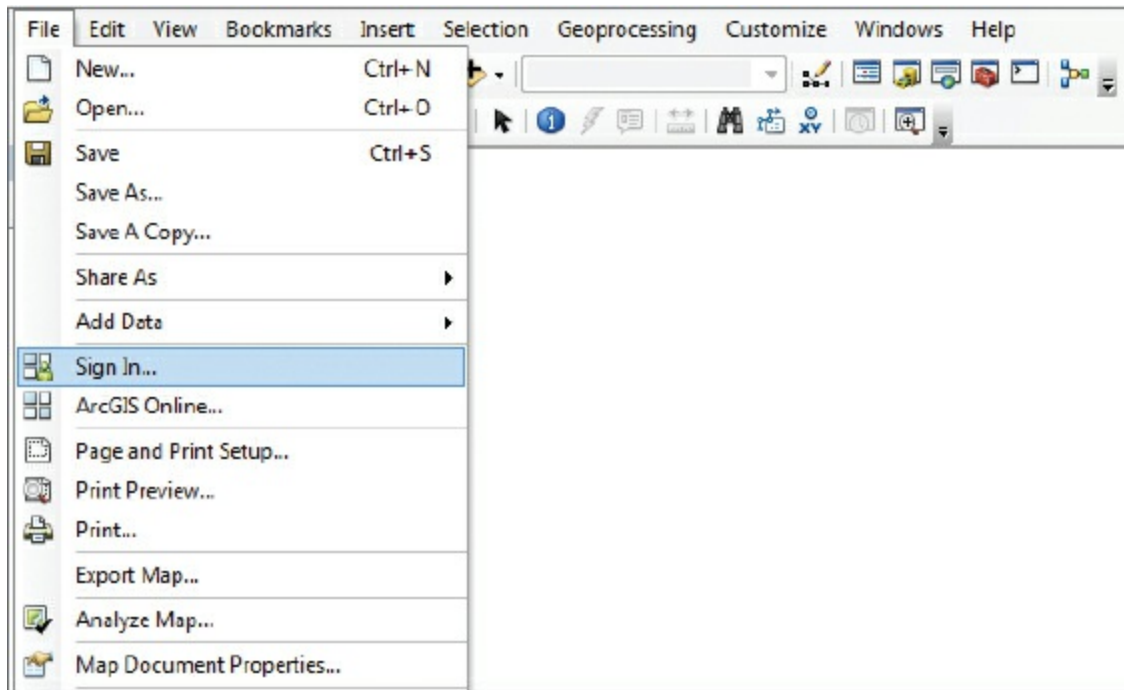 File Edit View Bookmarks Insert Selection Geoprocessing Customize Windows Help
New... Ctrl+N
Open... Ctrl+O
Save Ctrl+S
Save As...
Save A Copy...
Share As
Add Data
Sign In...
ArcGIS Online...
Page and Print Setup...
Print Preview...
Print...
Export Map...
Analyze Map...
Map Document Properties...
XY